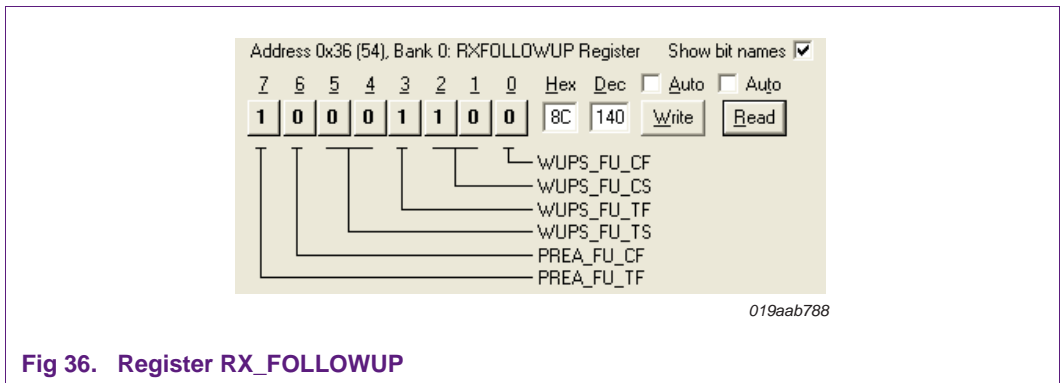 Address 0x36 (54), Bank 0: RXFOLLOWUP Register Show bit names
7 6 5 4 3 2 1 0 Hex Dec Auto Auto
1 0 0 0 1 1 0 0 8C 140 Write Read
WUPS_FU_CF
WUPS_FU_CS
WUPS_FU_TF
WUPS_FU_TS
PREA_FU_CF
PREA_FU_TF
019aab788
Fig 36. Register RX_FOLLOWUP